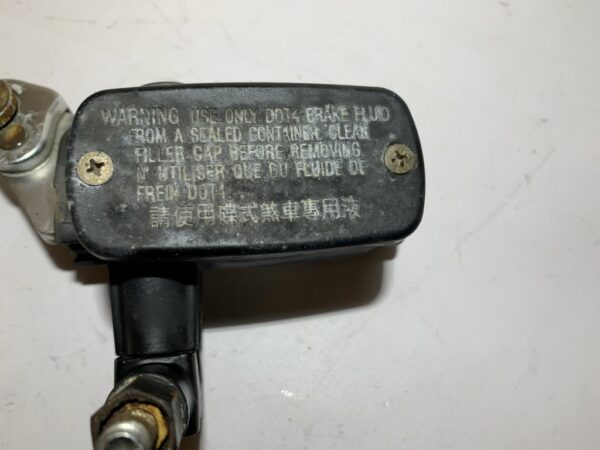 WARNING USE ONLY DOT4 BRAKE FLUID
FROM A SEALED CONTAINER CLEAN
FILLER CAP BEFORE REMOVING
N' UTILISER QUE DU FLUIDE DE
FREIN DOT4
請使用碟式煞車專用液